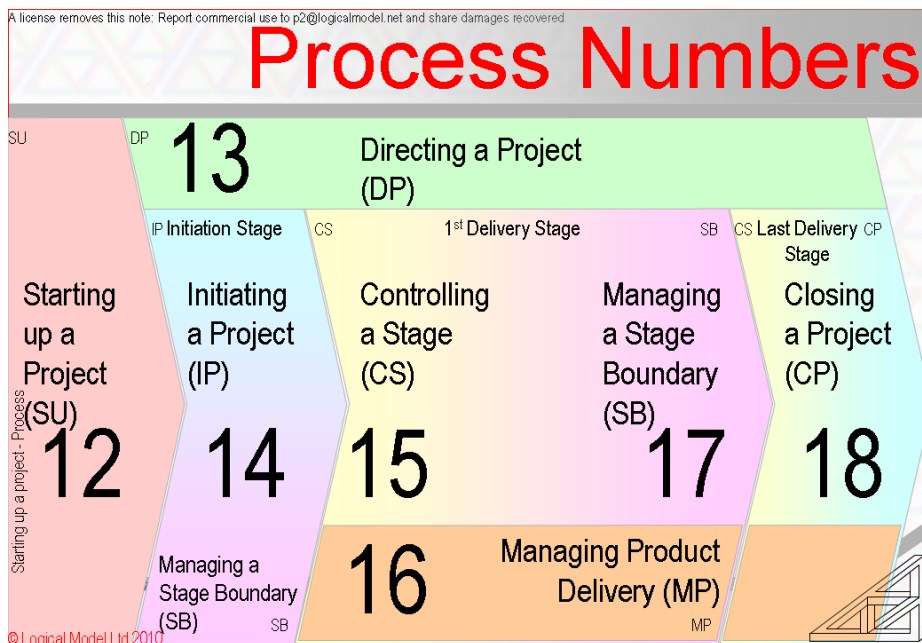 A license removes this note: Report commercial use to p2@logicalmodel.net and share damages recovered
Process Numbers
SU
DP
13
Directing a Project
(DP)
IP Initiation Stage
CS
1st Delivery Stage
SB
CS Last Delivery CP
Stage
Starting
up a
Project
(SU)
12
Initiating
a Project
(IP)
14
Controlling
a Stage
(CS)
15
Managing
a Stage
Boundary
(SB)
17
Closing
a Project
(CP)
18
Starting up a project - Process
Managing a
Stage Boundary
(SB)
SB
16
Managing Product
Delivery (MP)
MP
© Logical Model Ltd 2010